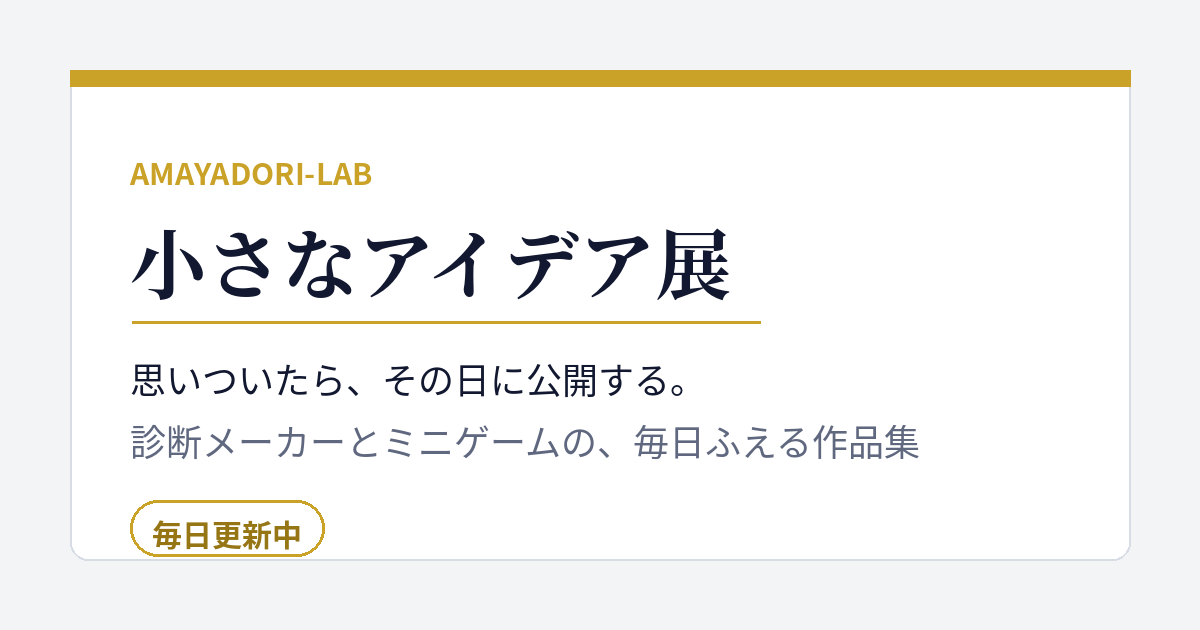 AMAYADORI-LAB
小さなアイデア展
思いついたら、その日に公開する。
診断メーカーとミニゲームの、毎日ふえる作品集
毎日更新中